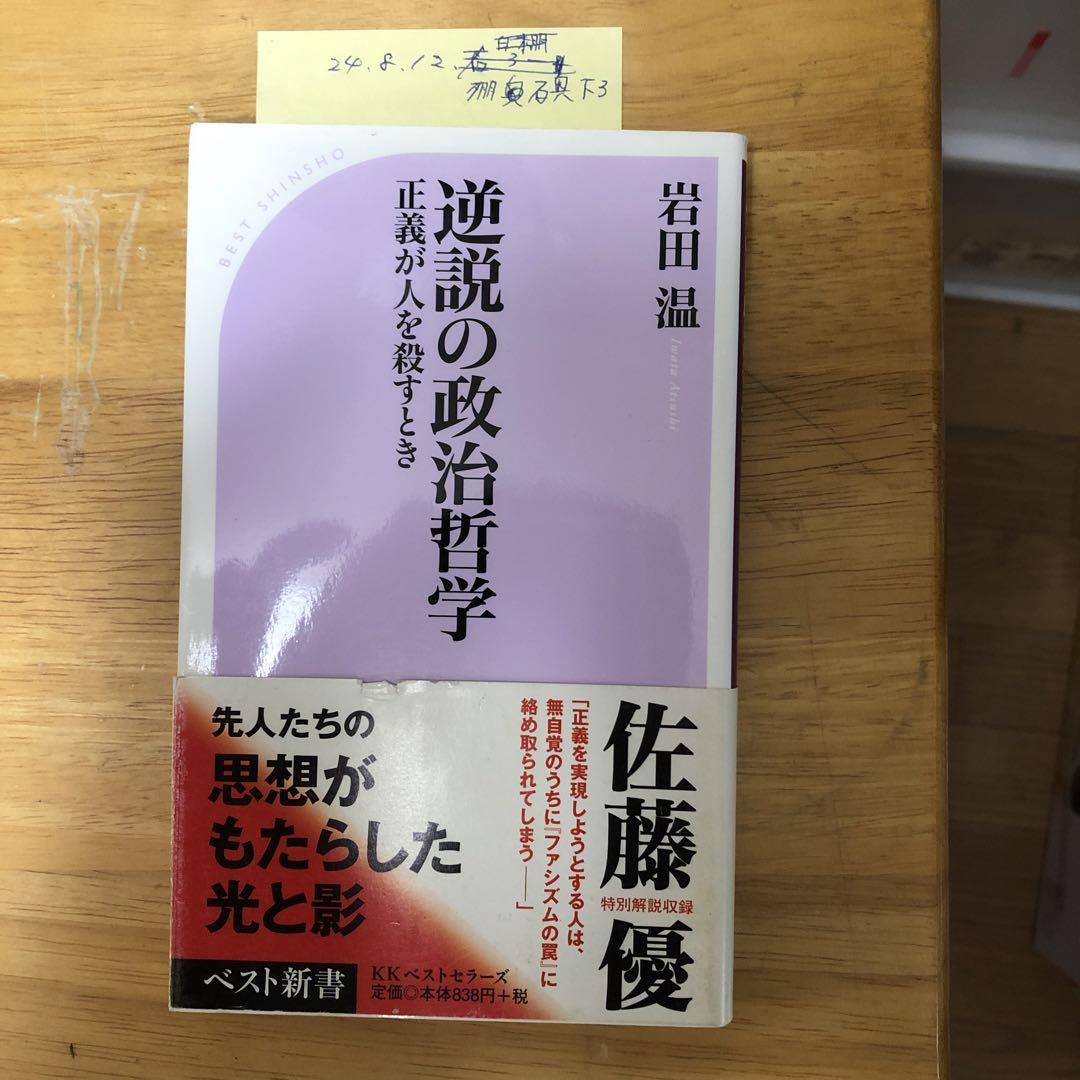 日棚
24.8.12.
棚奥石具下3
BEST SHINSHO
岩田 温
Iwata Atsushi
逆説の政治哲学
正義が人を殺すとき
佐藤優
特別解説収録
「正義を実現しようとする人は、
無自覚のうちに『ファシズムの罠』に
絡め取られてしまう――」
先人たちの
思想が
もたらした
光と影
ベスト新書
KKベストセラーズ
定価◎本体838円+税